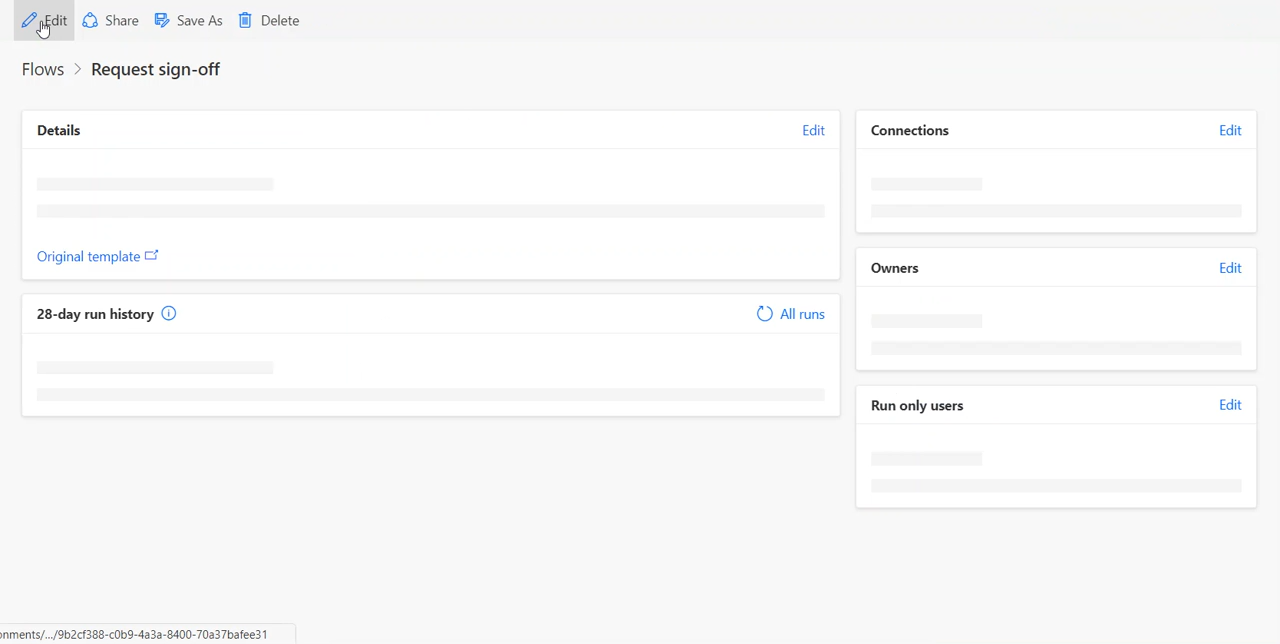 Edit Share Save As Delete
Flows > Request sign-off
Details Edit
Original template
28-day run history All runs
Connections Edit
Owners Edit
Run only users Edit
onments/.../9b2cf388-c0b9-4a3a-8400-70a37bafee31